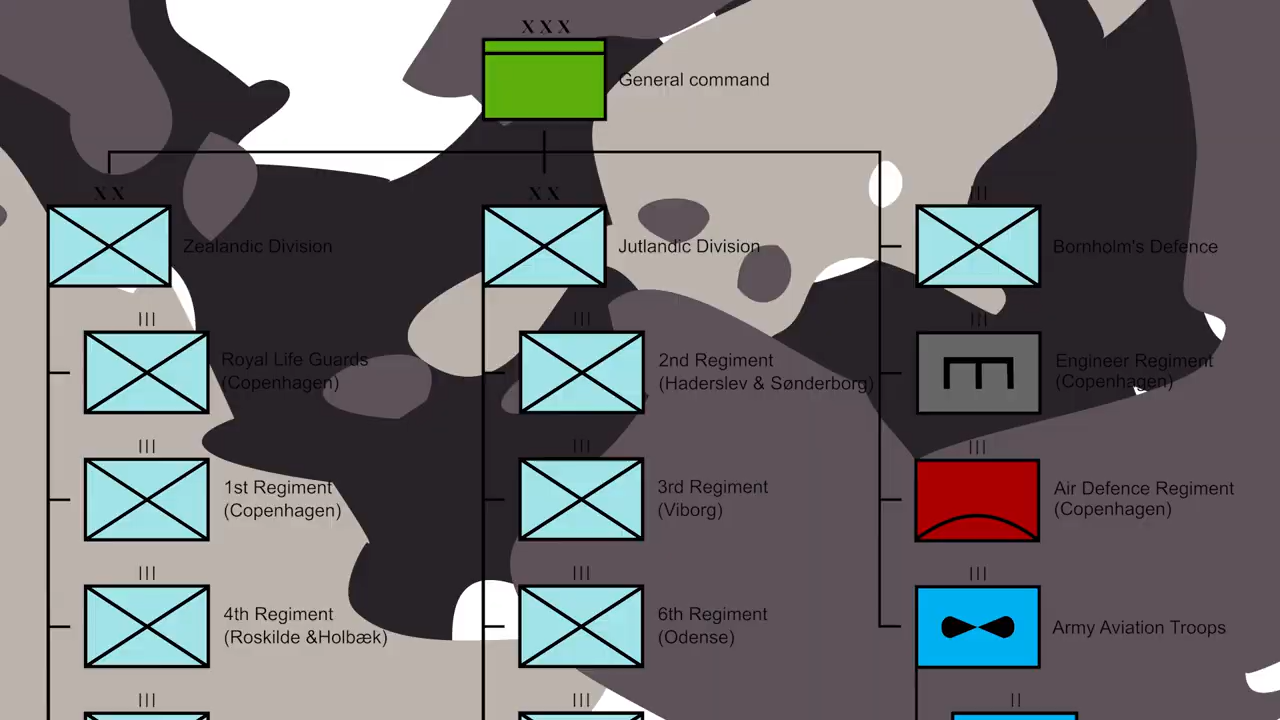 XXX
General command
XX
Zealandic Division
XX
Jutlandic Division
III
Bornholm's Defence
III
Royal Life Guards
(Copenhagen)
III
2nd Regiment
(Haderslev & Sønderborg)
III
Engineer Regiment
(Copenhagen)
III
1st Regiment
(Copenhagen)
III
3rd Regiment
(Viborg)
III
Air Defence Regiment
(Copenhagen)
III
4th Regiment
(Roskilde &Holbæk)
III
6th Regiment
(Odense)
III
Army Aviation Troops
III
III
II